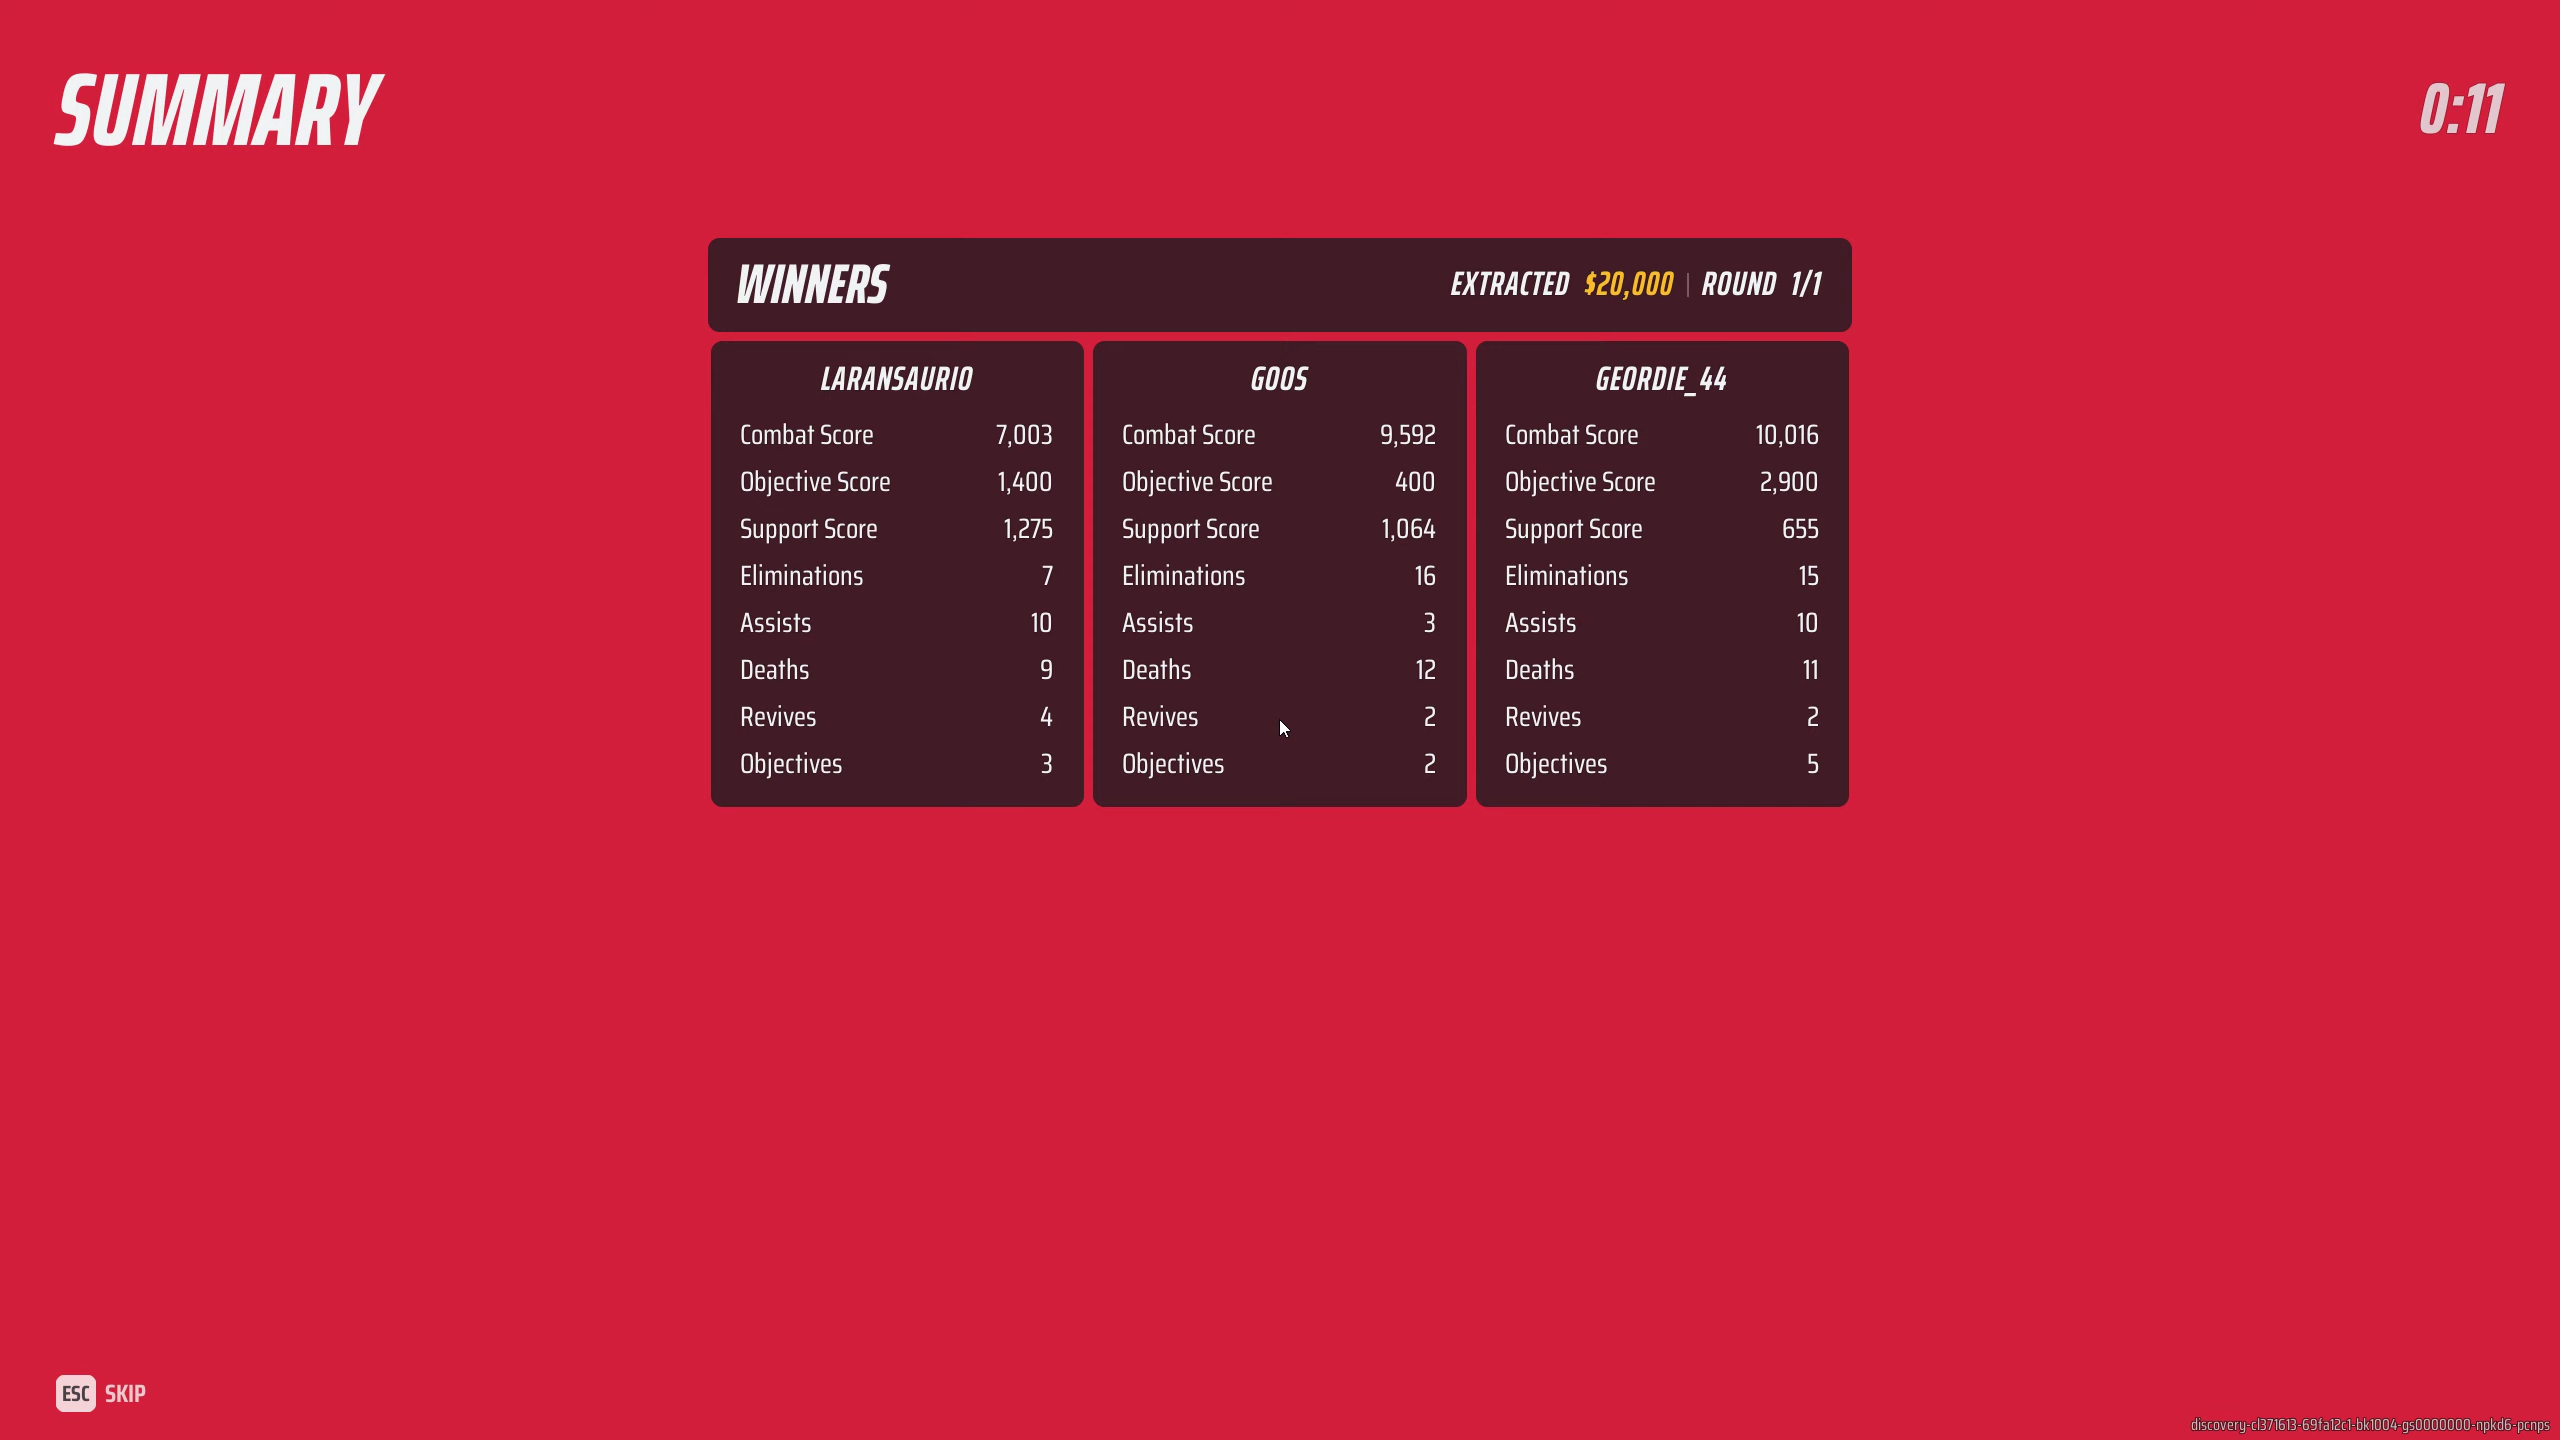 SUMMARY
0:11
WINNERS
EXTRACTED $20,000 | ROUND 1/1
LARANSAURIO
Combat Score 7,003
Objective Score 1,400
Support Score 1,275
Eliminations 7
Assists 10
Deaths 9
Revives 4
Objectives 3
GOOS
Combat Score 9,592
Objective Score 400
Support Score 1,064
Eliminations 16
Assists 3
Deaths 12
Revives 2
Objectives 2
GEORDIE_44
Combat Score 10,016
Objective Score 2,900
Support Score 655
Eliminations 15
Assists 10
Deaths 11
Revives 2
Objectives 5
ESC SKIP
discovery-cl371613-69fa12c1-bk1004-gs0000000-npkd6-pcnps